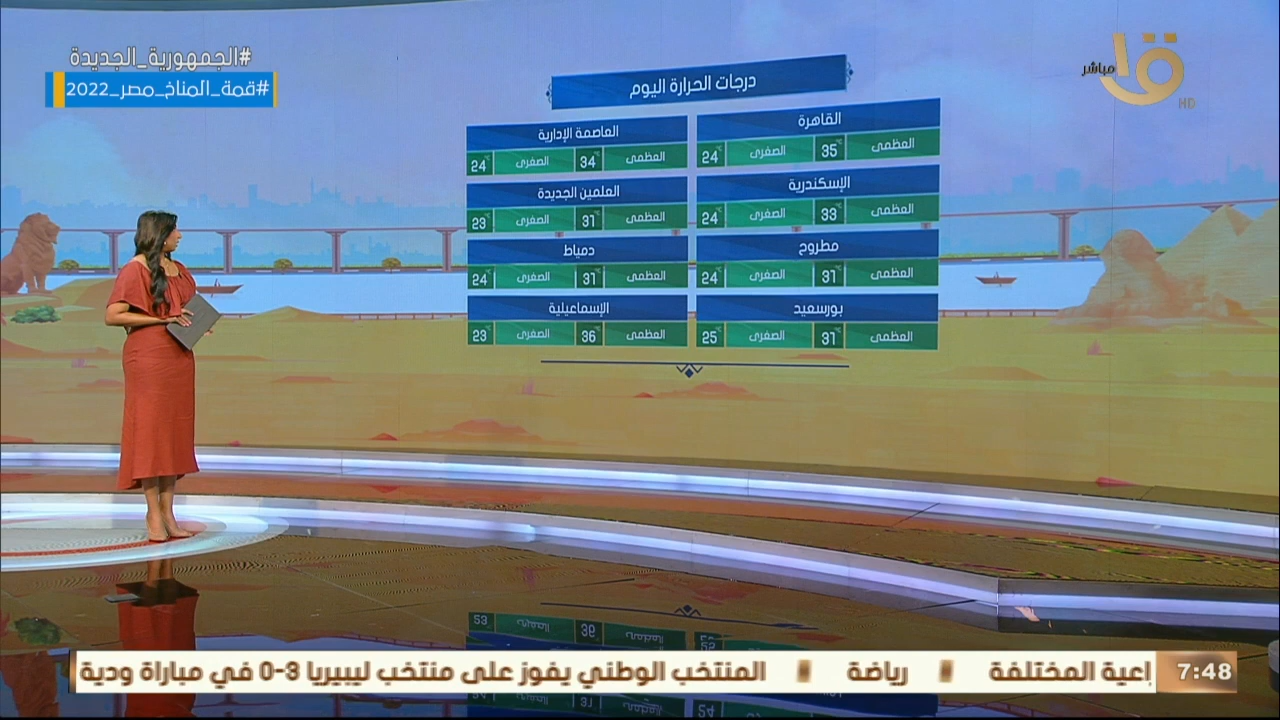 #الجمهورية_الجديدة
#قمة_المناخ_مصر_2022
مباشر
HD
درجات الحرارة اليوم
القاهرة
العظمى 35 الصغرى 24
العاصمة الإدارية
العظمى 34 الصغرى 24
الإسكندرية
العظمى 33 الصغرى 24
العلمين الجديدة
العظمى 31 الصغرى 23
مطروح
العظمى 31 الصغرى 24
دمياط
العظمى 31 الصغرى 24
بورسعيد
العظمى 31 الصغرى 25
الإسماعيلية
العظمى 36 الصغرى 23
7:48
إعية المختلفة
رياضة
المنتخب الوطني يفوز على منتخب ليبيريا 3-0 في مباراة ودية